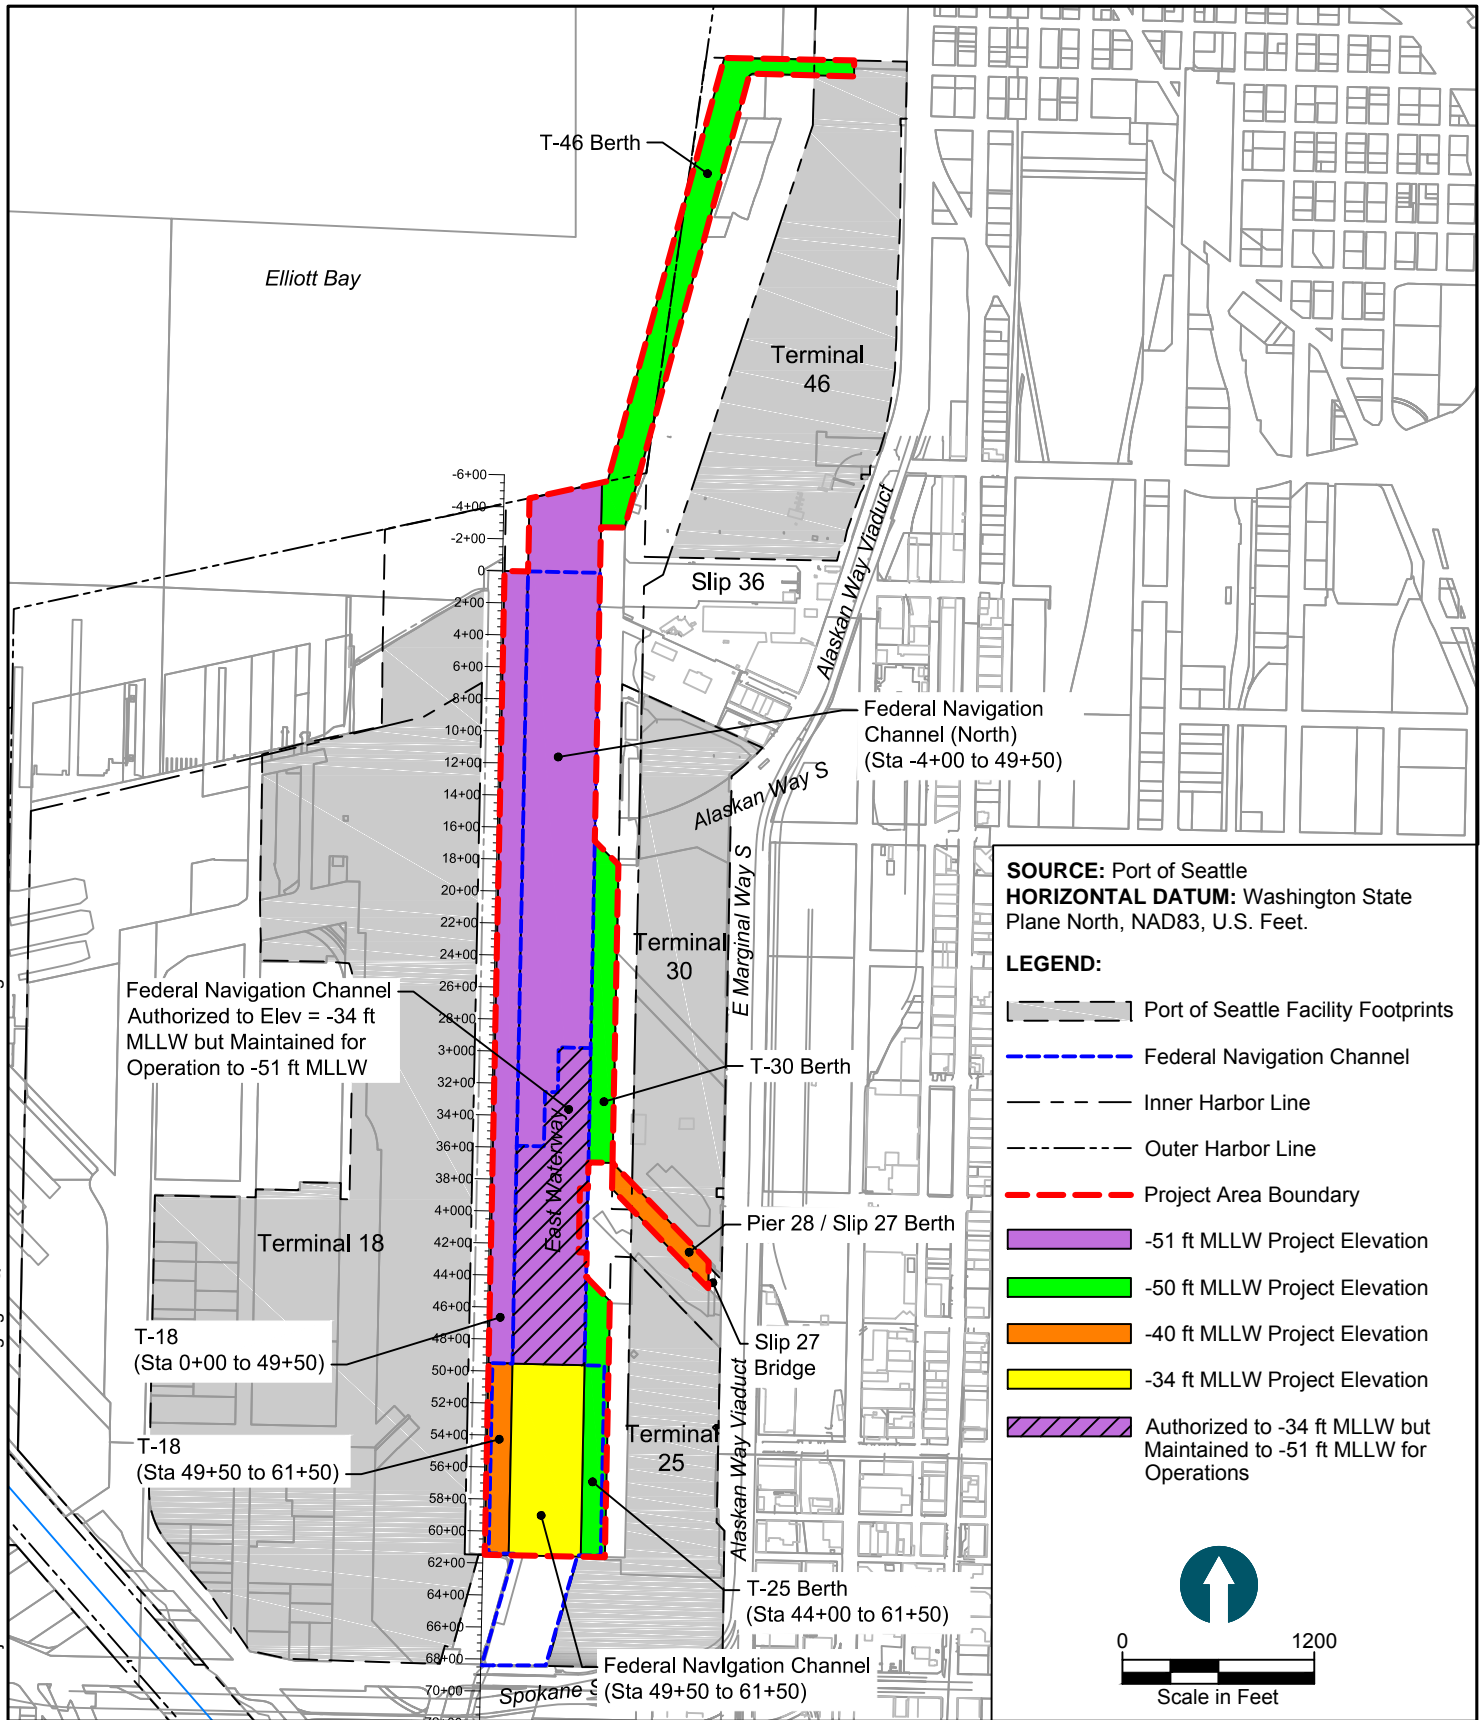 T-46 Berth
Elliott Bay
Terminal
46
-6+00
-4+00
-2+00
0
2+00
4+00
6+00
8+00
10+00
12+00
14+00
16+00
18+00
20+00
22+00
24+00
26+00
28+00
3+000
32+00
34+00
36+00
38+00
4+000
42+00
44+00
46+00
48+00
50+00
52+00
54+00
56+00
58+00
60+00
62+00
64+00
66+00
68+00
70+00
Slip 36
Alaskan Way Viaduct
Federal Navigation
Channel (North)
(Sta -4+00 to 49+50)
Alaskan Way S
E Marginal Way S
Terminal
30
Federal Navigation Channel
Authorized to Elev = -34 ft
MLLW but Maintained for
Operation to -51 ft MLLW
T-30 Berth
East Waterway
Pier 28 / Slip 27 Berth
Terminal 18
Slip 27
Bridge
T-18
(Sta 0+00 to 49+50)
Alaskan Way Viaduct
T-18
(Sta 49+50 to 61+50)
Terminal
25
T-25 Berth
(Sta 44+00 to 61+50)
Federal Navigation Channel
(Sta 49+50 to 61+50)
Spokane S
SOURCE: Port of Seattle
HORIZONTAL DATUM: Washington State
Plane North, NAD83, U.S. Feet.
LEGEND:
Port of Seattle Facility Footprints
Federal Navigation Channel
Inner Harbor Line
Outer Harbor Line
Project Area Boundary
-51 ft MLLW Project Elevation
-50 ft MLLW Project Elevation
-40 ft MLLW Project Elevation
-34 ft MLLW Project Elevation
Authorized to -34 ft MLLW but
Maintained to -51 ft MLLW for
Operations
0 1200
Scale in Feet